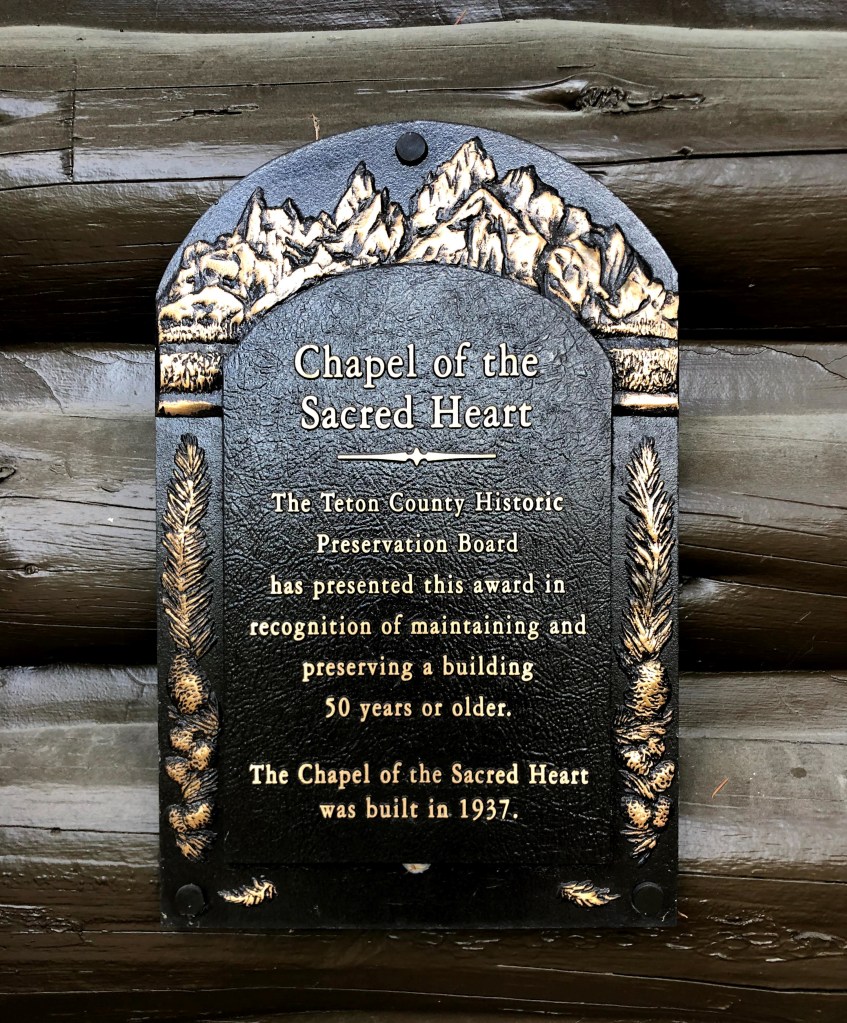 Chapel of the
Sacred Heart
The Teton County Historic
Preservation Board
has presented this award in
recognition of maintaining and
preserving a building
50 years or older.
The Chapel of the Sacred Heart
was built in 1937.